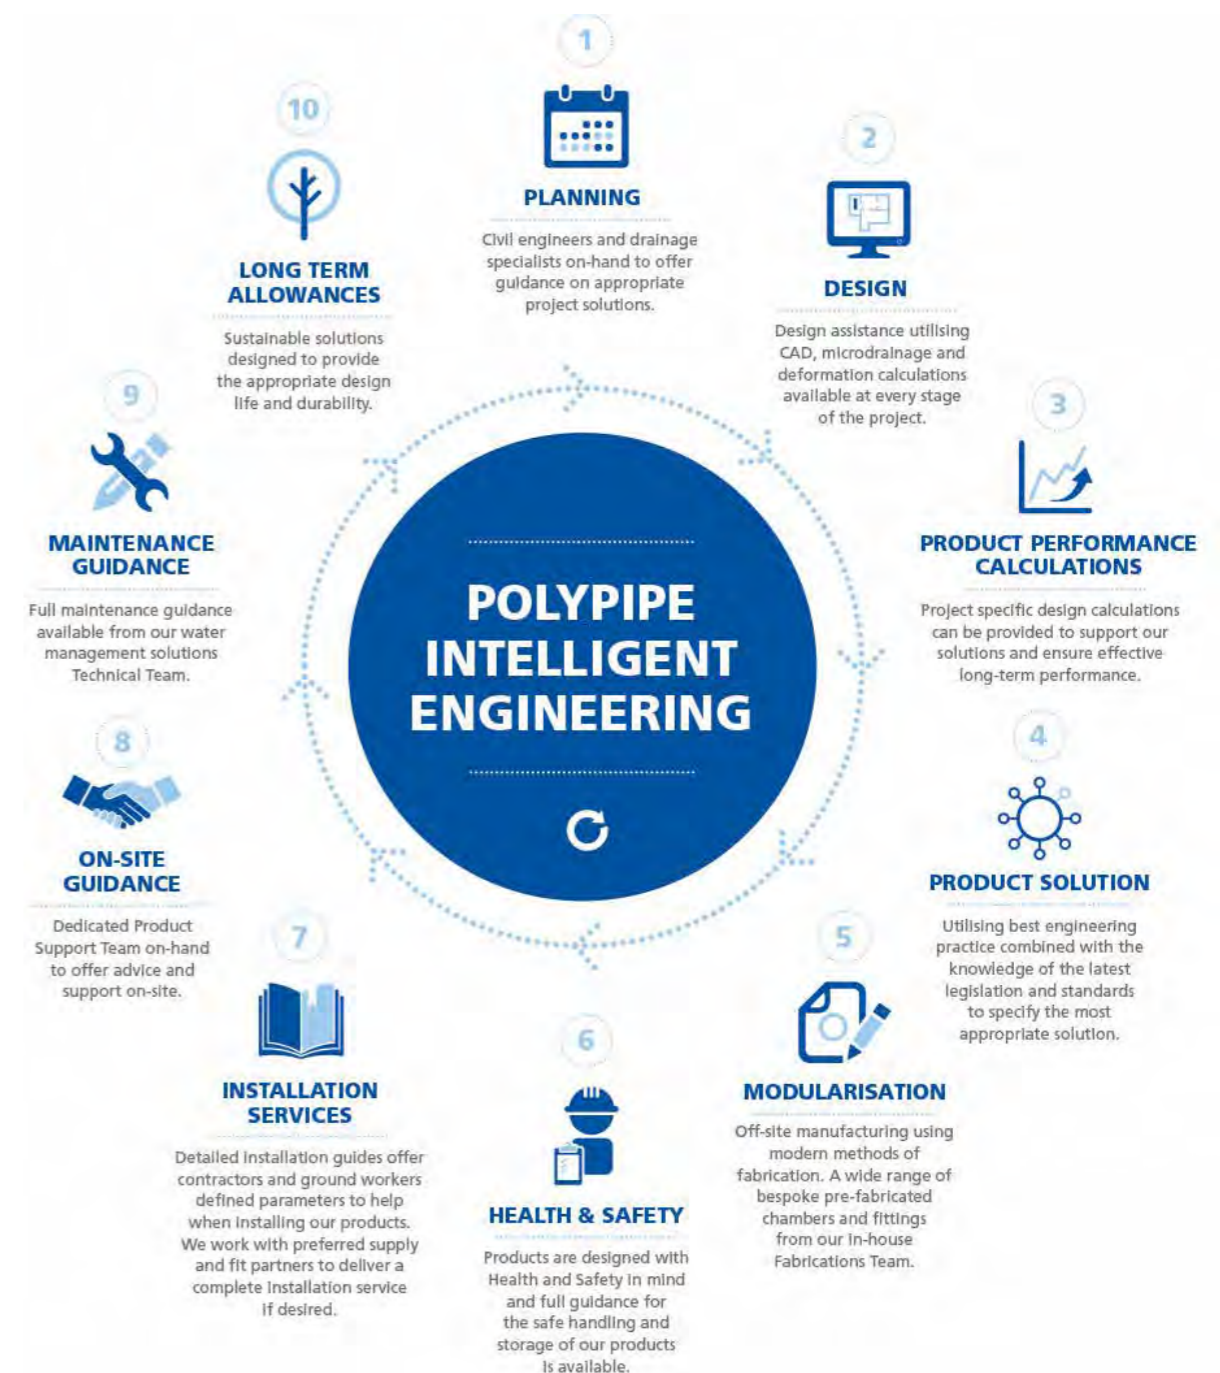 1
PLANNING
Civil engineers and drainage
specialists on-hand to offer
guidance on appropriate
project solutions.
2
DESIGN
Design assistance utilising
CAD, microdrainage and
deformation calculations
available at every stage
of the project.
3
PRODUCT PERFORMANCE
CALCULATIONS
Project specific design calculations
can be provided to support our
solutions and ensure effective
long-term performance.
4
PRODUCT SOLUTION
Utilising best engineering
practice combined with the
knowledge of the latest
legislation and standards
to specify the most
appropriate solution.
5
MODULARISATION
Off-site manufacturing using
modern methods of
fabrication. A wide range of
bespoke pre-fabricated
chambers and fittings
from our in-house
Fabrications Team.
6
HEALTH & SAFETY
Products are designed with
Health and Safety in mind
and full guidance for
the safe handling and
storage of our products
is available.
7
INSTALLATION
SERVICES
Detailed installation guides offer
contractors and ground workers
defined parameters to help
when installing our products.
We work with preferred supply
and fit partners to deliver a
complete installation service
if desired.
8
ON-SITE
GUIDANCE
Dedicated Product
Support Team on-hand
to offer advice and
support on-site.
9
MAINTENANCE
GUIDANCE
Full maintenance guidance
available from our water
management solutions
Technical Team.
10
LONG TERM
ALLOWANCES
Sustainable solutions
designed to provide
the appropriate design
life and durability.
POLYPIPE
INTELLIGENT
ENGINEERING